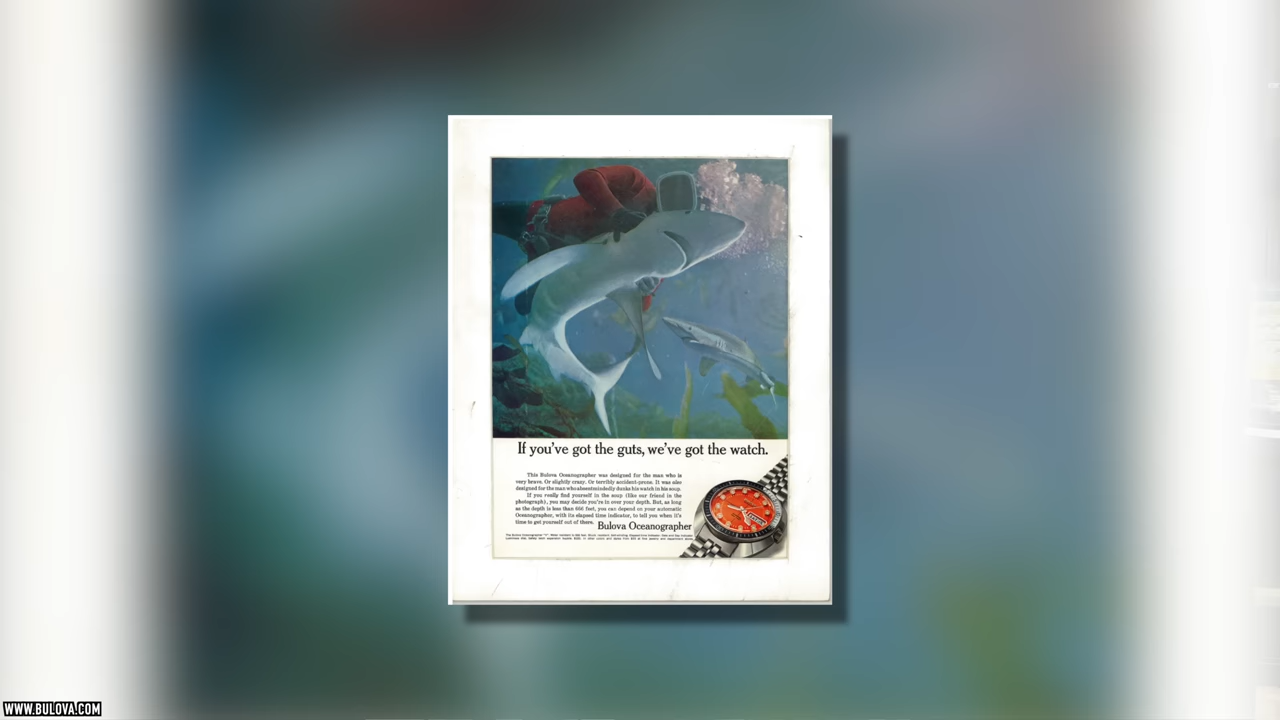 If you've got the guts, we've got the watch.
This Bulova Oceanographer was designed for the man who is
very brave. Or slightly crazy. Or terribly accident-prone. It was also
designed for the man who absentmindedly dunks his watch in his soup.
If you really find yourself in the soup (like our friend in the
photograph), you may decide you're in over your depth. But, as long
as the depth is less than 666 feet, you can depend on your automatic
Oceanographer, with its elapsed time indicator, to tell you when it's
time to get yourself out of there.
Bulova Oceanographer
WWW.BULOVA.COM